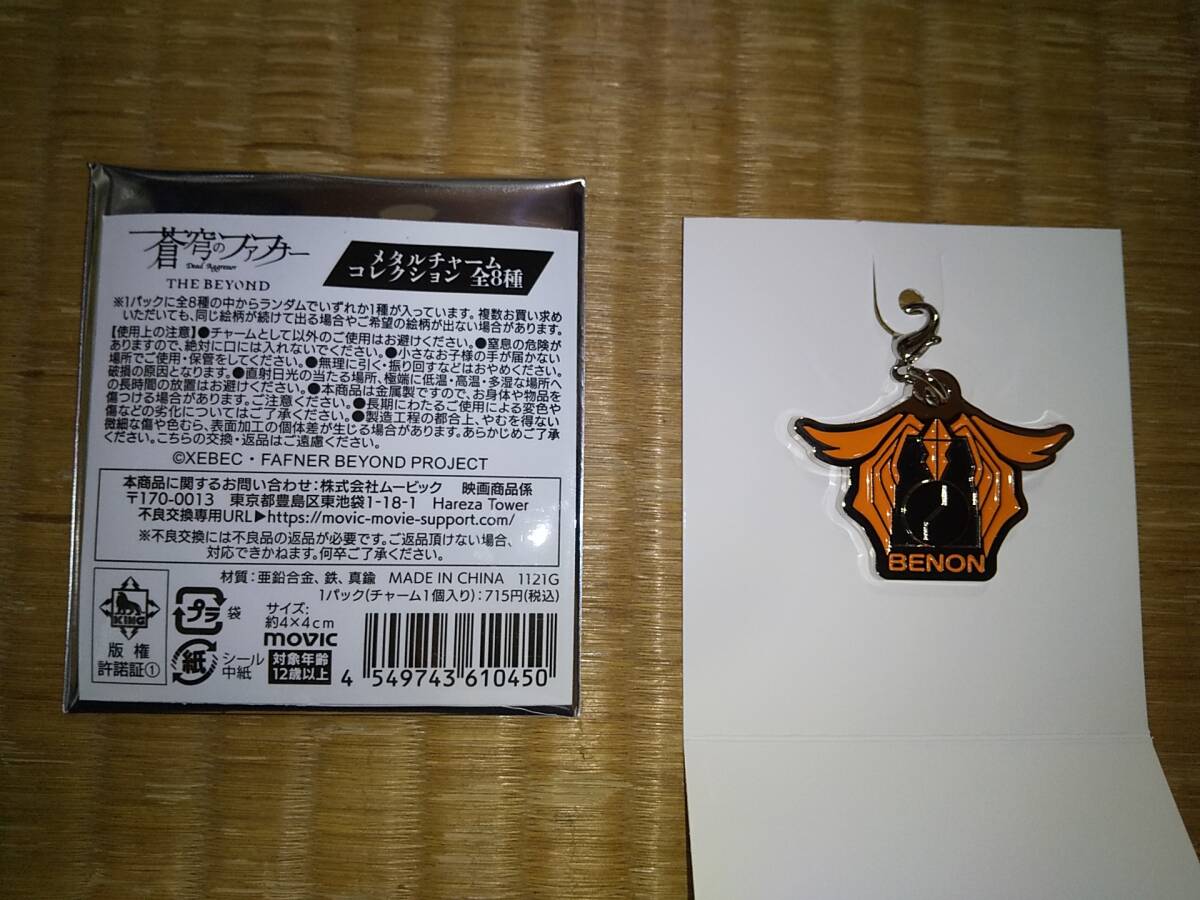 蒼穹のファフナー
Dead Aggressor
THE BEYOND
メタルチャーム
コレクション 全8種
※1パックに全8種の中からランダムでいずれか1種が入っています。複数お買い求め
いただいても、同じ絵柄が続けて出る場合やご希望の絵柄が出ない場合があります。
【使用上の注意】●チャームとして以外のご使用はお避けください。●窒息の危険が
ありますので、絶対に口には入れないでください。●小さなお子様の手が届かない
場所でご使用・保管をしてください。●無理に引く・振り回すなどはおやめください。
破損の原因となります。●直射日光の当たる場所、極端に低温・高温・多湿な場所へ
の長時間の放置はお避けください。●本商品は金属製ですので、お身体や物品を
傷つける場合があります。ご注意ください。●長期にわたるご使用による変色や
傷などの劣化についてはご了承ください。●製造工程の都合上、やむを得ない
微細な傷や色むら、表面加工の個体差が生じる場合があります。あらかじめご了承
ください。こちらの交換・返品はご遠慮ください。
©XEBEC・FAFNER BEYOND PROJECT
本商品に関するお問い合わせ：株式会社ムービック 映画商品係
〒170-0013 東京都豊島区東池袋1-18-1 Hareza Tower
不良交換専用URL▶https://movic-movie-support.com/
※不良交換には不良品の返品が必要です。ご返品頂けない場合、
対応できかねます。何卒ご了承ください。
材質：亜鉛合金、鉄、真鍮 MADE IN CHINA 1121G
1パック(チャーム1個入り)：715円(税込)
KING
版権
許諾証①
プラ 袋
紙 シール
中紙
サイズ：
約4×4cm
movic
対象年齢
12歳以上
4 549743 610450
BENON